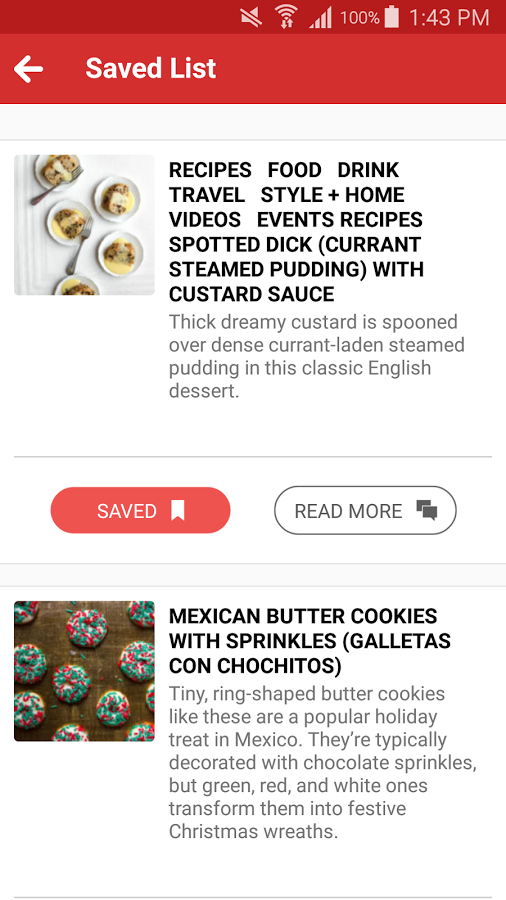 100% 1:43 PM
Saved List
RECIPES FOOD DRINK
TRAVEL STYLE + HOME
VIDEOS EVENTS RECIPES
SPOTTED DICK (CURRANT
STEAMED PUDDING) WITH
CUSTARD SAUCE
Thick dreamy custard is spooned
over dense currant-laden steamed
pudding in this classic English
dessert.
SAVED
READ MORE
MEXICAN BUTTER COOKIES
WITH SPRINKLES (GALLETAS
CON CHOCHITOS)
Tiny, ring-shaped butter cookies
like these are a popular holiday
treat in Mexico. They’re typically
decorated with chocolate sprinkles,
but green, red, and white ones
transform them into festive
Christmas wreaths.